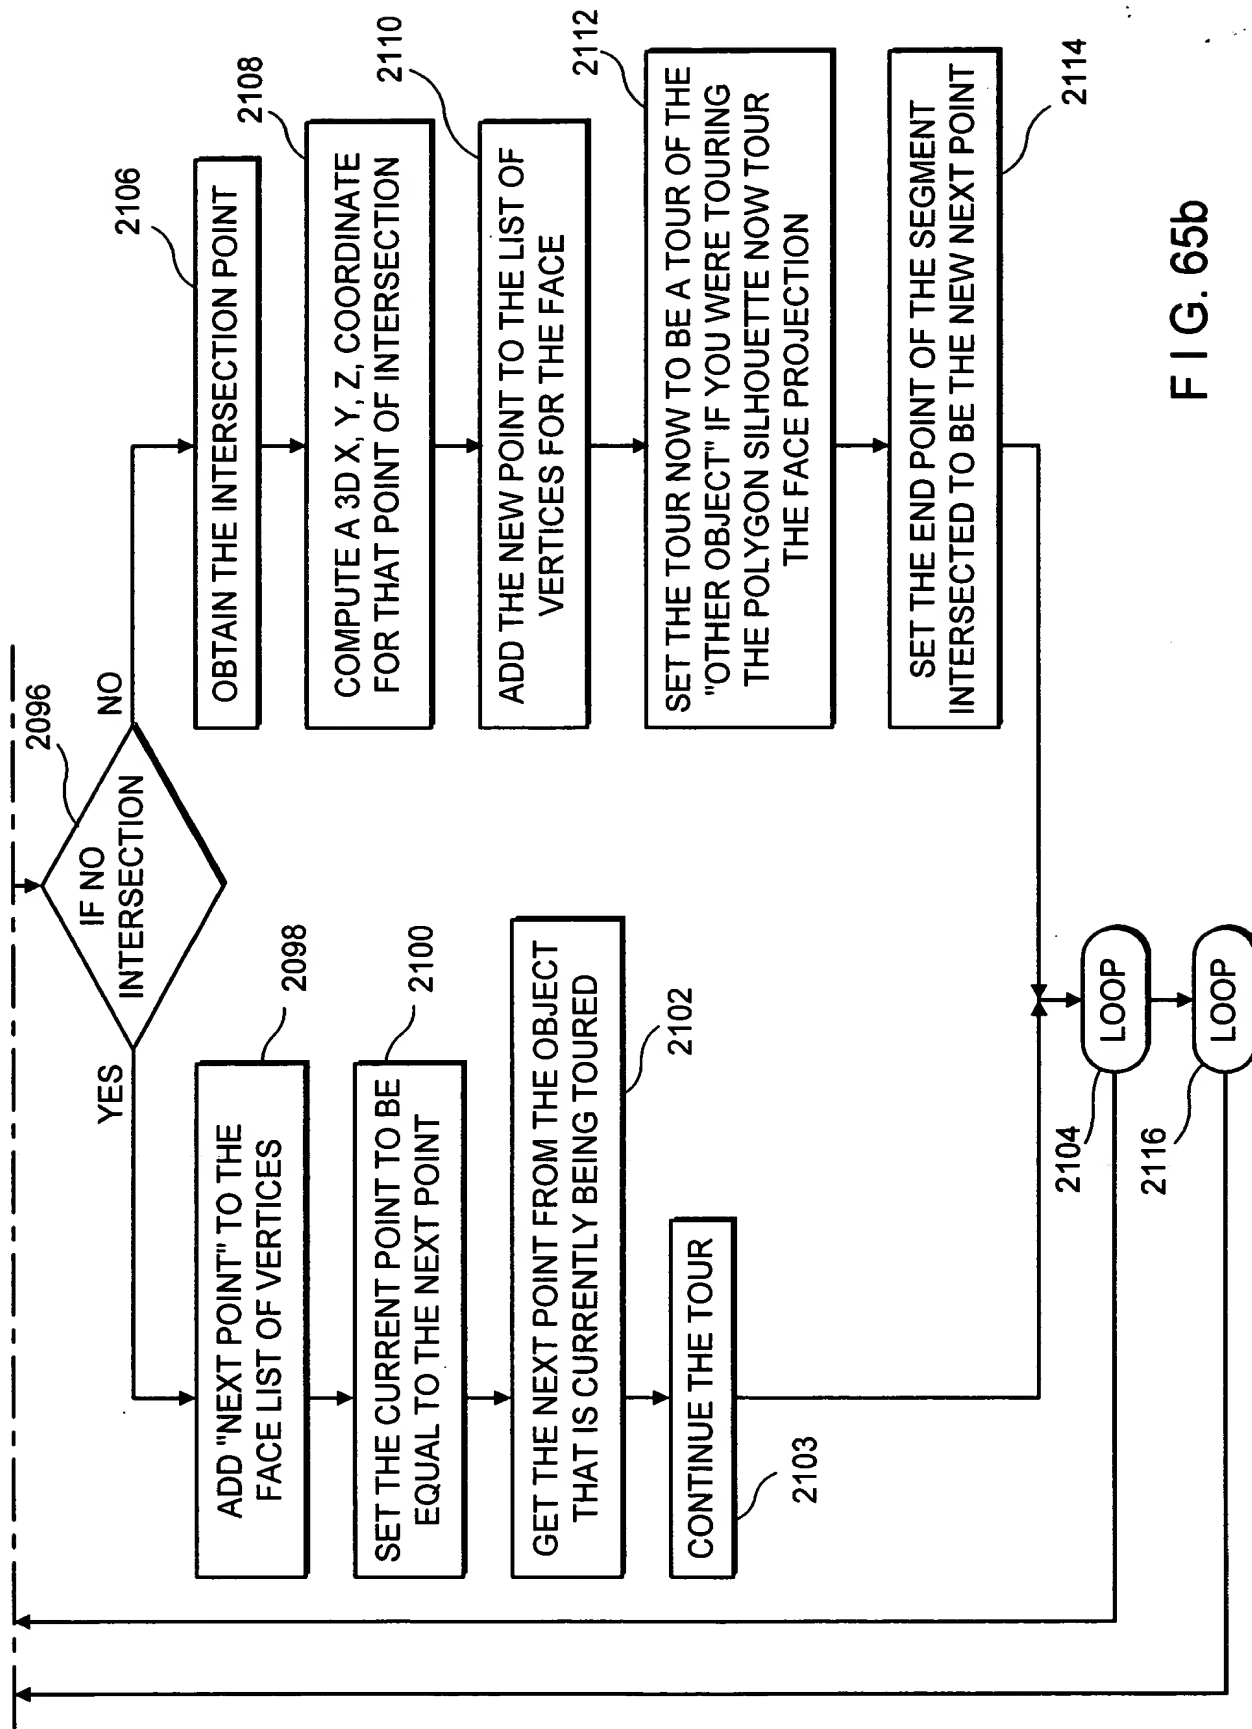 2096
IF NO
INTERSECTION
YES
NO
2098
ADD "NEXT POINT" TO THE
FACE LIST OF VERTICES
2100
SET THE CURRENT POINT TO BE
EQUAL TO THE NEXT POINT
2102
GET THE NEXT POINT FROM THE OBJECT
THAT IS CURRENTLY BEING TOURED
CONTINUE THE TOUR
2103
2106
OBTAIN THE INTERSECTION POINT
2108
COMPUTE A 3D X, Y, Z, COORDINATE
FOR THAT POINT OF INTERSECTION
2110
ADD THE NEW POINT TO THE LIST OF
VERTICES FOR THE FACE
2112
SET THE TOUR NOW TO BE A TOUR OF THE
"OTHER OBJECT" IF YOU WERE TOURING
THE POLYGON SILHOUETTE NOW TOUR
THE FACE PROJECTION
SET THE END POINT OF THE SEGMENT
INTERSECTED TO BE THE NEW NEXT POINT
2114
LOOP
2104
LOOP
2116
FIG. 65b